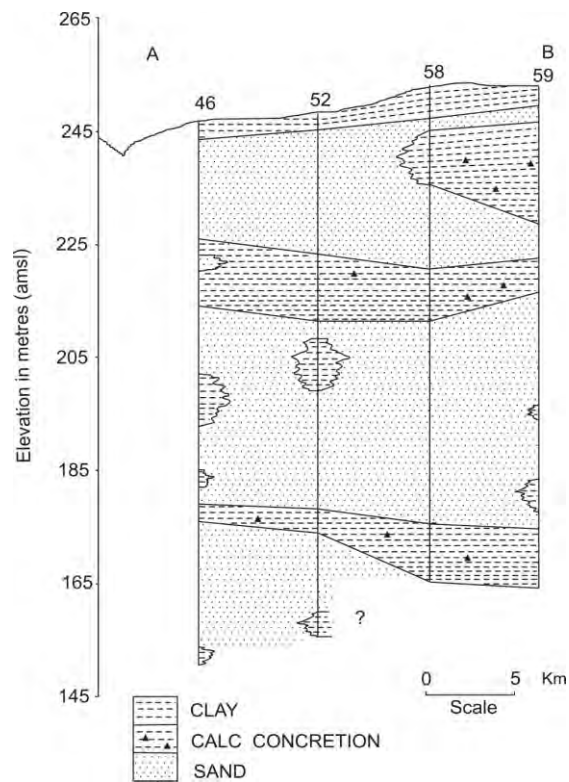 265
A
B
46
52
58
59
245
225
205
185
165
145
Elevation in metres (amsl)
?
0
5
Km
Scale
CLAY
CALC CONCRETION
SAND